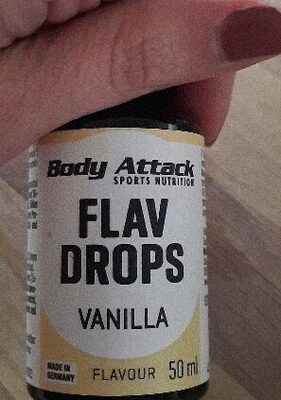 Body Attack
SPORTS NUTRITION
FLAV
DROPS
VANILLA
MADE IN
GERMANY
FLAVOUR 50 ml